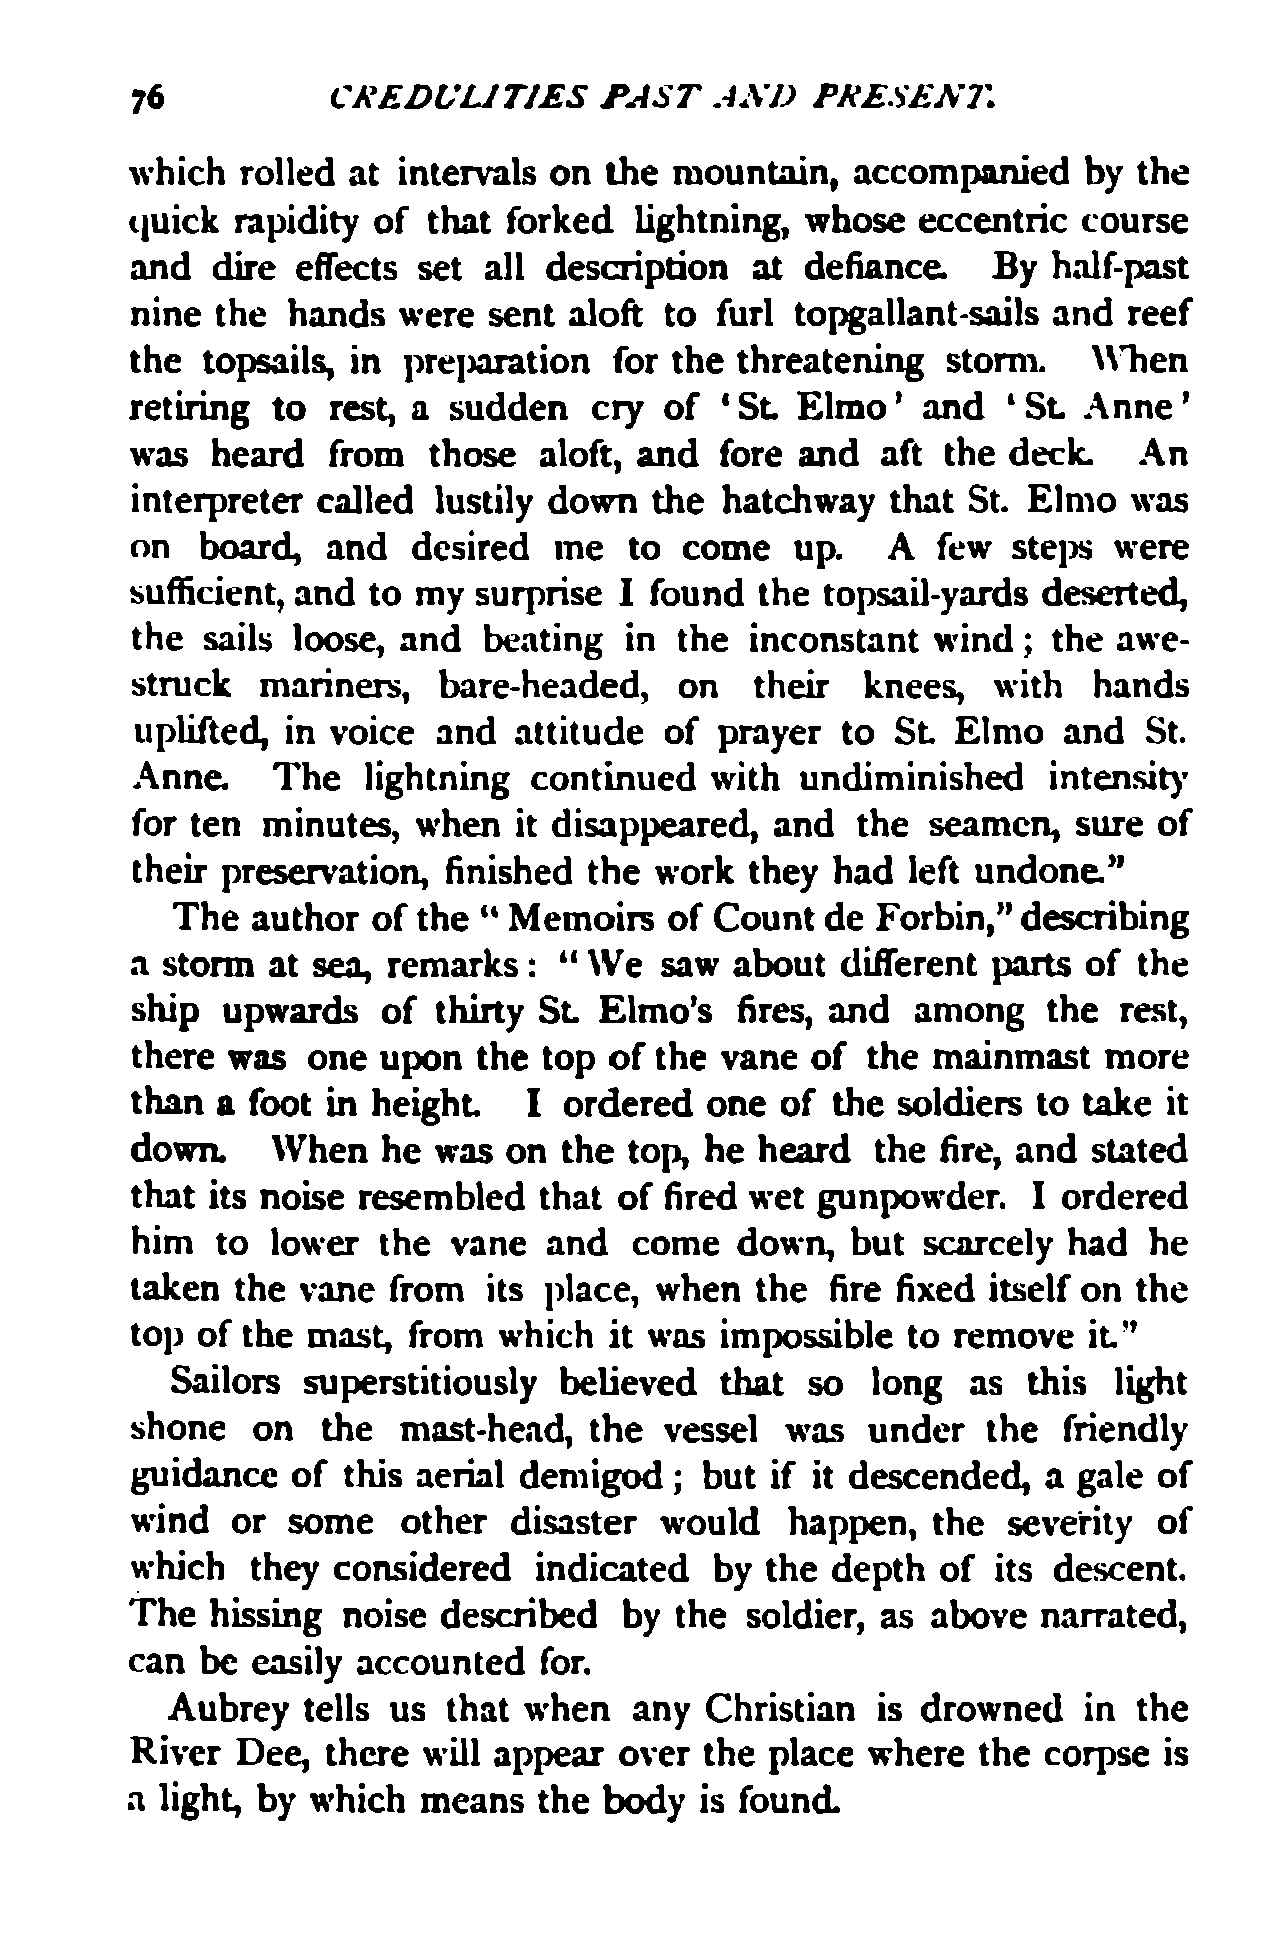 76 CREDULITIES PAST AND PRESENT.
which rolled at intervals on the mountain, accompanied by the
quick rapidity of that forked lightning, whose eccentric course
and dire effects set all description at defiance. By half-past
nine the hands were sent aloft to furl topgallant-sails and reef
the topsails, in preparation for the threatening storm. When
retiring to rest, a sudden cry of ‘St. Elmo’ and ‘St. Anne’
was heard from those aloft, and fore and aft the deck. An
interpreter called lustily down the hatchway that St. Elmo was
on board, and desired me to come up. A few steps were
sufficient, and to my surprise I found the topsail-yards deserted,
the sails loose, and beating in the inconstant wind; the awe-
struck mariners, bare-headed, on their knees, with hands
uplifted, in voice and attitude of prayer to St. Elmo and St.
Anne. The lightning continued with undiminished intensity
for ten minutes, when it disappeared, and the seamen, sure of
their preservation, finished the work they had left undone.”
The author of the “Memoirs of Count de Forbin,” describing
a storm at sea, remarks: “We saw about different parts of the
ship upwards of thirty St. Elmo's fires, and among the rest,
there was one upon the top of the vane of the mainmast more
than a foot in height. I ordered one of the soldiers to take it
down. When he was on the top, he heard the fire, and stated
that its noise resembled that of fired wet gunpowder. I ordered
him to lower the vane and come down, but scarcely had he
taken the vane from its place, when the fire fixed itself on the
top of the mast, from which it was impossible to remove it.”
Sailors superstitiously believed that so long as this light
shone on the mast-head, the vessel was under the friendly
guidance of this aerial demigod; but if it descended, a gale of
wind or some other disaster would happen, the severity of
which they considered indicated by the depth of its descent.
The hissing noise described by the soldier, as above narrated,
can be easily accounted for.
Aubrey tells us that when any Christian is drowned in the
River Dee, there will appear over the place where the corpse is
a light, by which means the body is found.